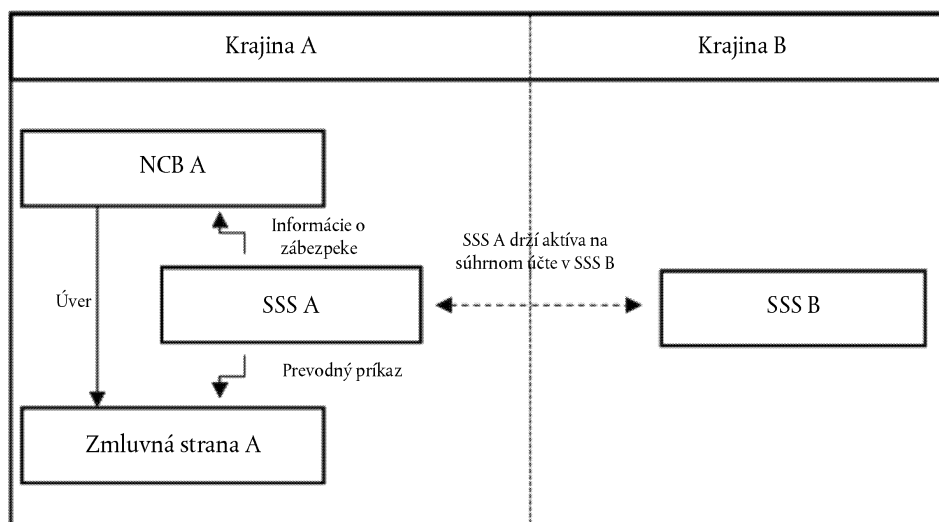 Krajina A
Krajina B
NCB A
Informácie o
zábezpeke
SSS A drží aktíva na
súhrnom účte v SSS B
Úver
SSS A
SSS B
Prevodný príkaz
Zmluvná strana A